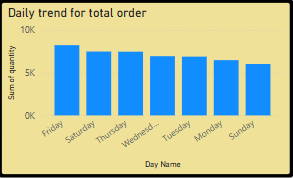 Daily trend for total order
10K
5K
0K
Sum of quantity
Friday
Saturday
Thursday
Wednesd...
Tuesday
Monday
Sunday
Day Name